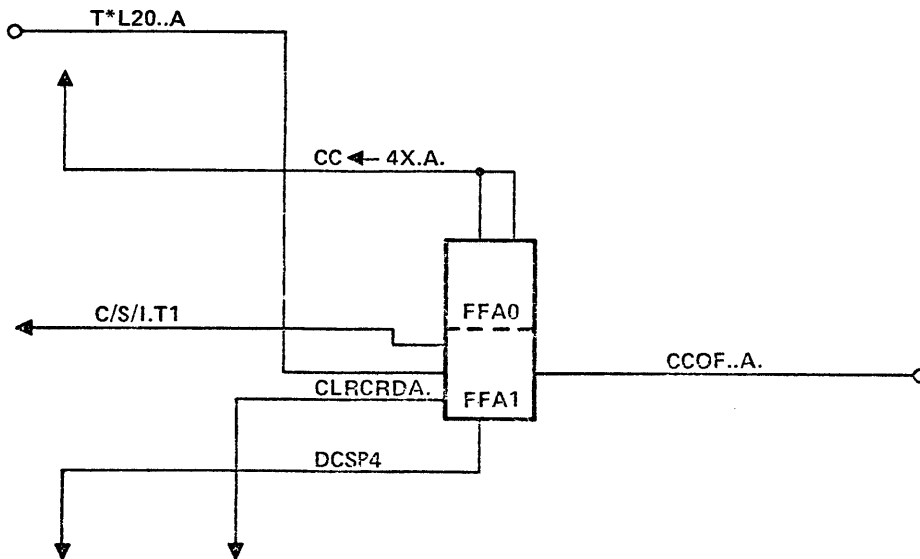 T*L20..A
CC ◄— 4X.A.
C/S/I.T1
FFA0
CCOF..A.
CLRCRDA.
FFA1
DCSP4